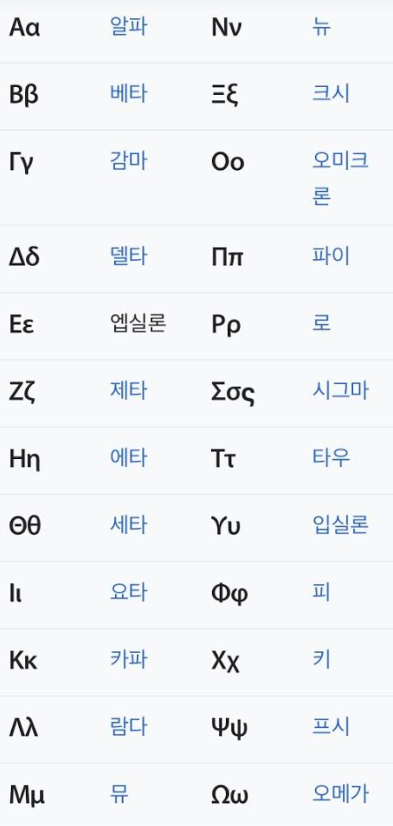 Αα 알파 Νν 뉴
Ββ 베타 Ξξ 크시
Γγ 감마 Οο 오미크
론
Δδ 델타 Ππ 파이
Εε 엡실론 Ρρ 로
Ζζ 제타 Σσς 시그마
Ηη 에타 Ττ 타우
Θθ 세타 Υυ 입실론
Ιι 요타 Φφ 피
Κκ 카파 Χχ 키
Λλ 람다 Ψψ 프시
Μμ 뮤 Ωω 오메가